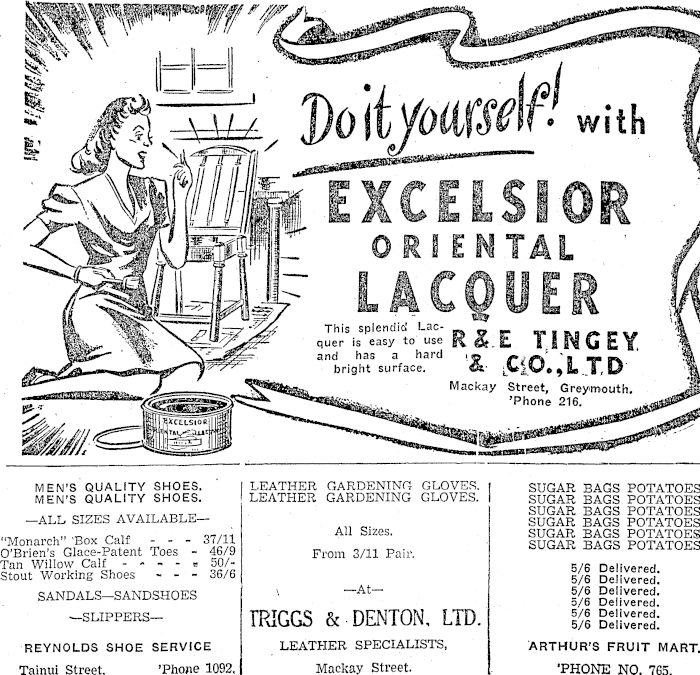 Do it yourself! with
EXCELSIOR
ORIENTAL
LACQUER
This splendid Lac-
quer is easy to use
and has a hard
bright surface.
R & E TINGEY
& CO., LTD
Mackay Street, Greymouth.
'Phone 216.
EXCELSIOR
ORIENTAL LACQUER
MEN'S QUALITY SHOES.
MEN'S QUALITY SHOES.
—ALL SIZES AVAILABLE—
"Monarch" Box Calf - - - 37/11
O'Brien's Glace-Patent Toes - 46/9
Tan Willow Calf - - - - - 50/-
Stout Working Shoes - - - 36/6
SANDALS—SANDSHOES
—SLIPPERS—
REYNOLDS SHOE SERVICE
Tainui Street. 'Phone 1092.
LEATHER GARDENING GLOVES.
LEATHER GARDENING GLOVES.
All Sizes.
From 3/11 Pair.
—At—
TRIGGS & DENTON, LTD.
LEATHER SPECIALISTS,
Mackay Street.
SUGAR BAGS POTATOES
SUGAR BAGS POTATOES
SUGAR BAGS POTATOES
SUGAR BAGS POTATOES
SUGAR BAGS POTATOES
SUGAR BAGS POTATOES
5/6 Delivered.
5/6 Delivered.
5/6 Delivered.
5/6 Delivered.
5/6 Delivered.
5/6 Delivered.
ARTHUR'S FRUIT MART.
'PHONE NO. 765.